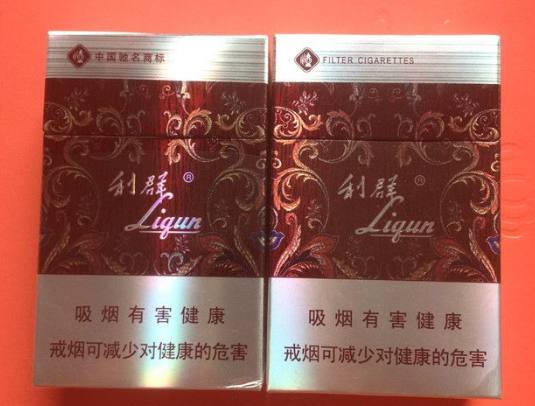 中国驰名商标
利群®
Liqun
吸烟有害健康
戒烟可减少对健康的危害
FILTER CIGARETTES
利群®
Liqun
吸烟有害健康
戒烟可减少对健康的危害